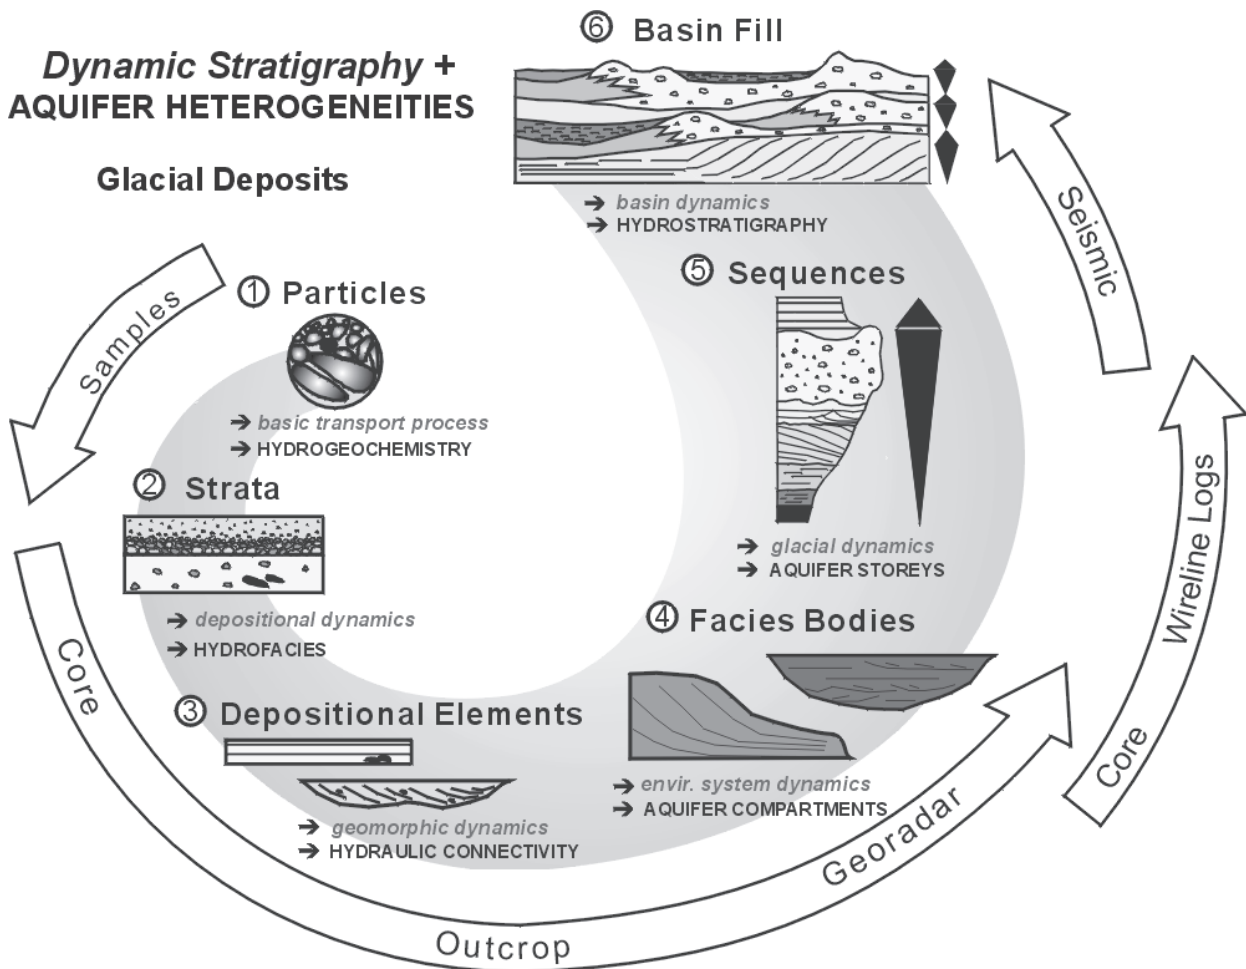 Dynamic Stratigraphy +
AQUIFER HETEROGENEITIES
Glacial Deposits
6 Basin Fill
➔ basin dynamics
➔ HYDROSTRATIGRAPHY
Seismic
5 Sequences
➔ glacial dynamics
➔ AQUIFER STOREYS
1 Particles
➔ basic transport process
➔ HYDROGEOCHEMISTRY
Samples
2 Strata
➔ depositional dynamics
➔ HYDROFACIES
Core
3 Depositional Elements
➔ geomorphic dynamics
➔ HYDRAULIC CONNECTIVITY
4 Facies Bodies
➔ envir. system dynamics
➔ AQUIFER COMPARTMENTS
Outcrop
Georadar
Core
Wireline Logs